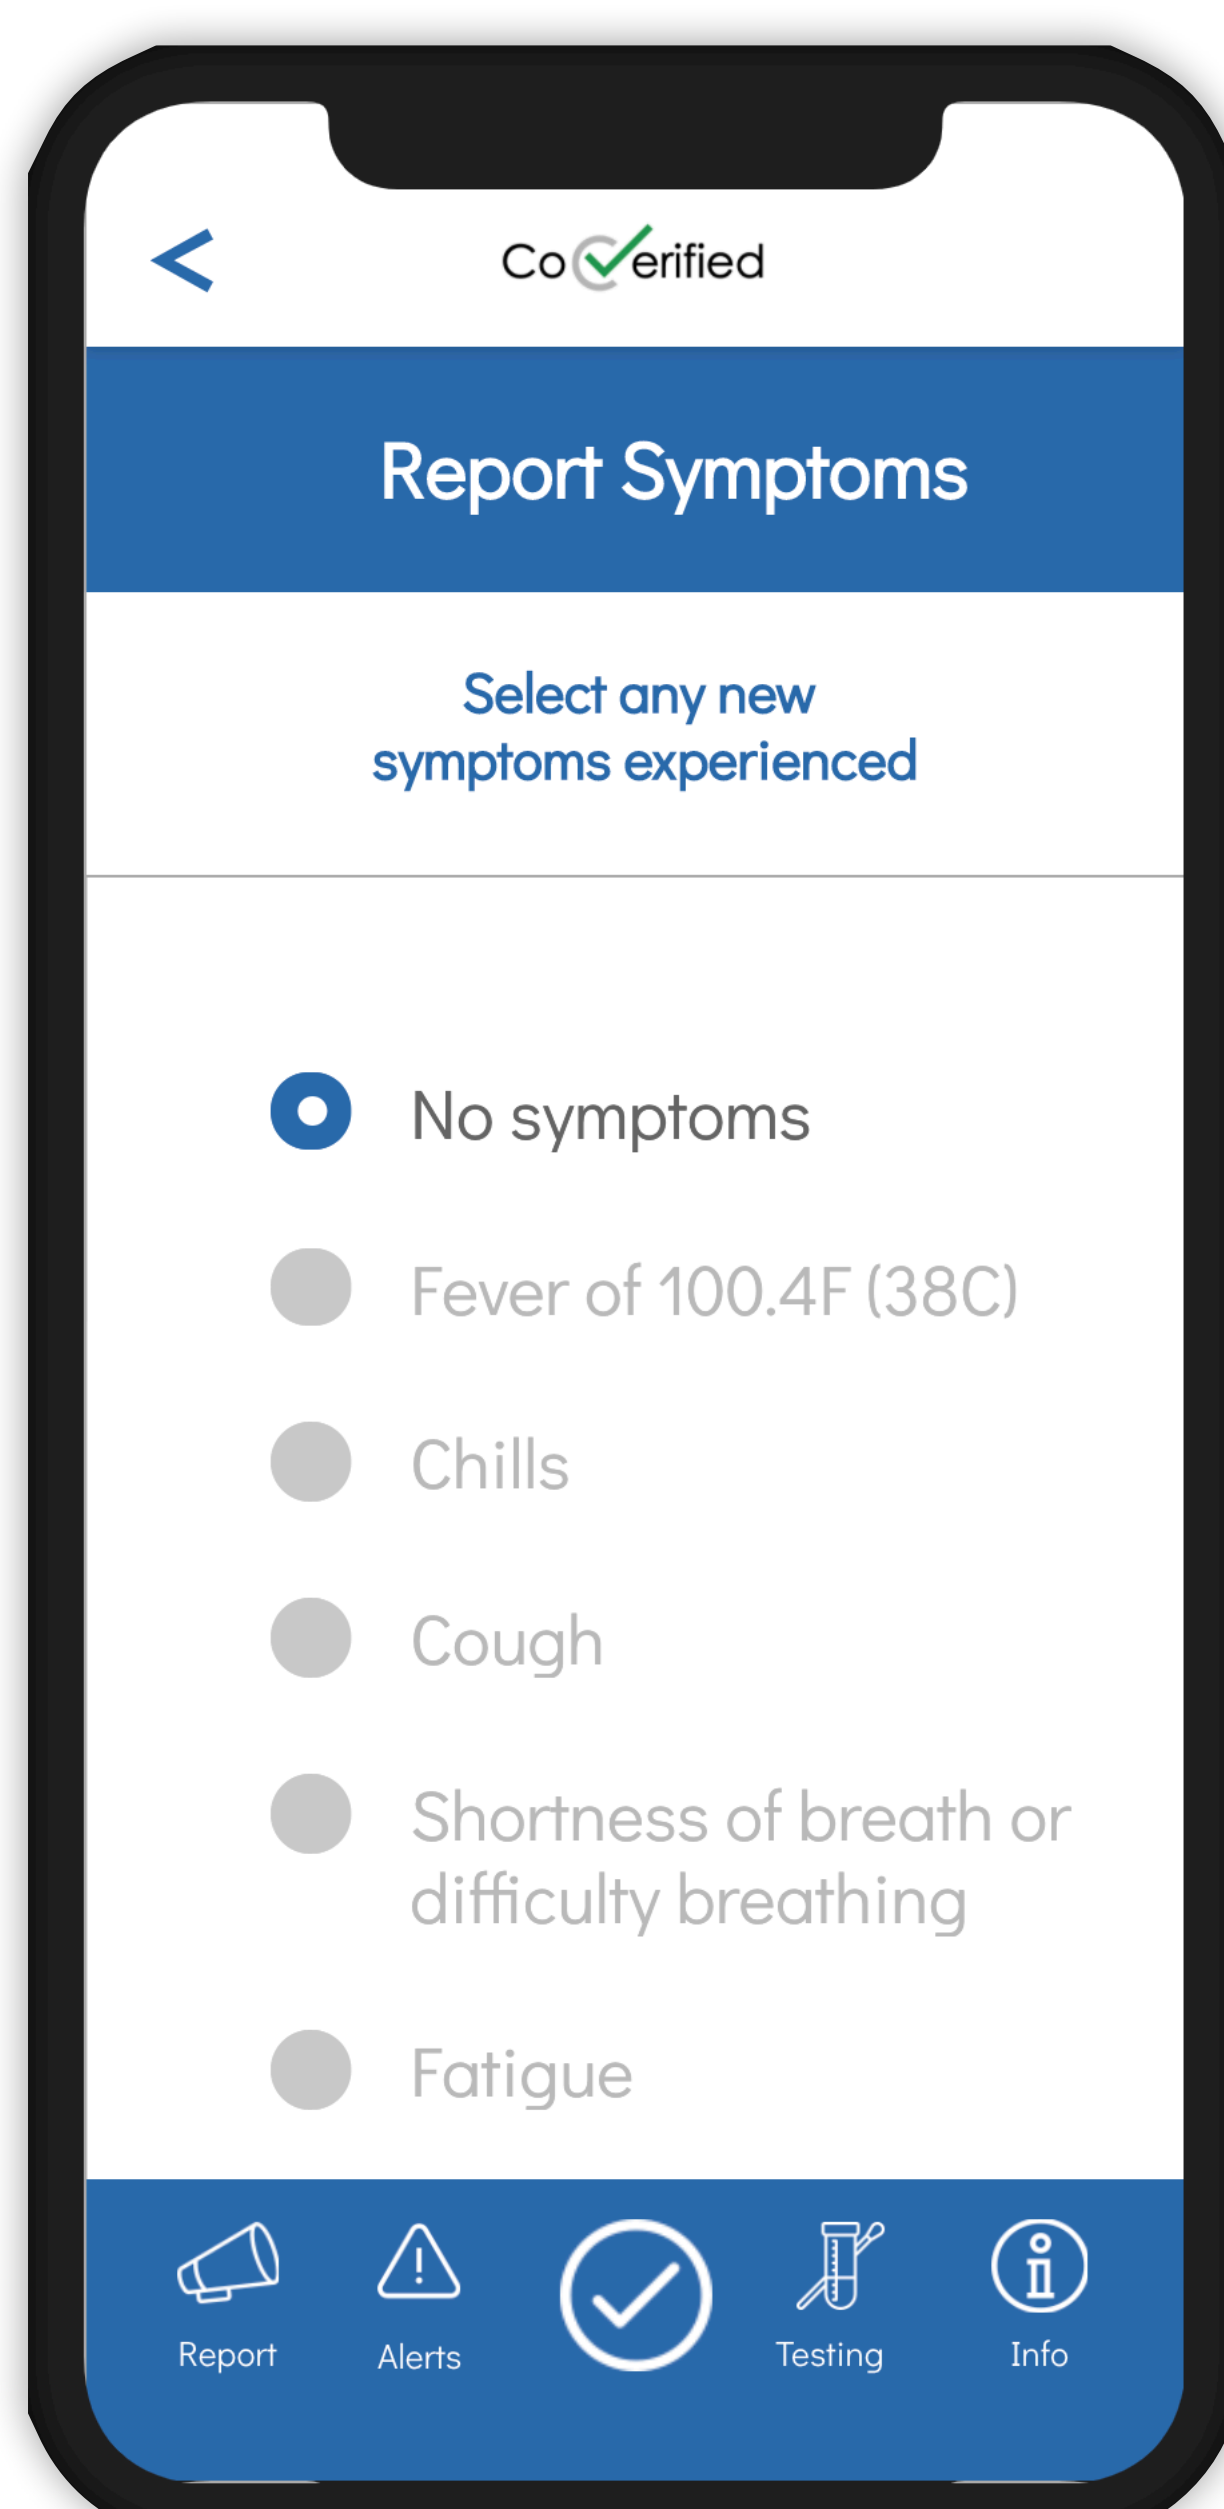 CoVerified
Report Symptoms
Select any new
symptoms experienced
No symptoms
Fever of 100.4F (38C)
Chills
Cough
Shortness of breath or
difficulty breathing
Fatigue
Report
Alerts
Testing
Info